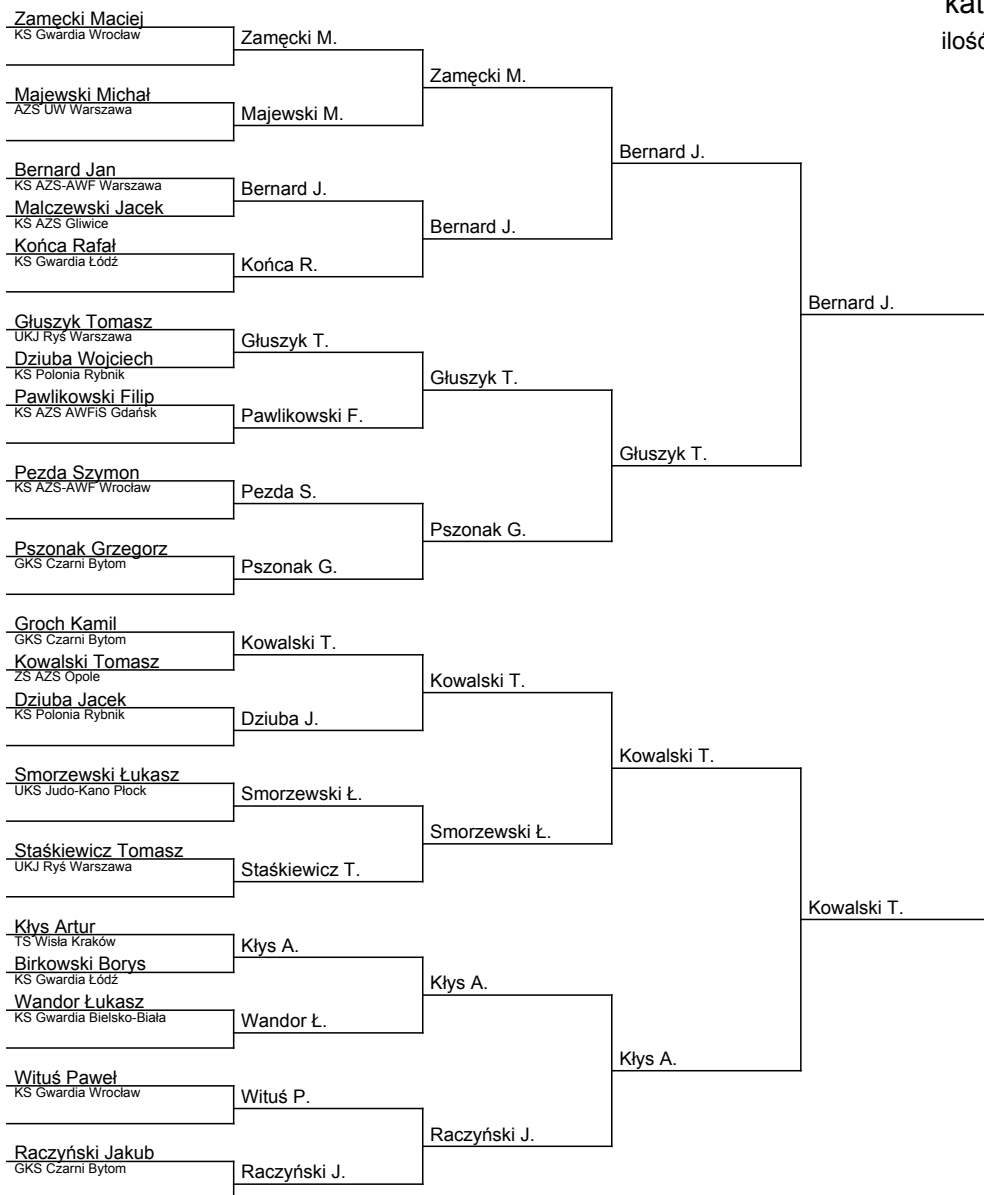 kat
ilość
Zamęcki Maciej
KS Gwardia Wrocław
Majewski Michał
AZS UW Warszawa
Bernard Jan
KS AZS-AWF Warszawa
Malczewski Jacek
KS AZS Gliwice
Końca Rafał
KS Gwardia Łódź
Głuszyk Tomasz
UKJ Ryś Warszawa
Dziuba Wojciech
KS Polonia Rybnik
Pawlikowski Filip
KS AZS AWFiS Gdańsk
Pezda Szymon
KS AZS-AWF Wrocław
Pszonak Grzegorz
GKS Czarni Bytom
Groch Kamil
GKS Czarni Bytom
Kowalski Tomasz
ZS AZS Opole
Dziuba Jacek
KS Polonia Rybnik
Smorzewski Łukasz
UKS Judo-Kano Płock
Staśkiewicz Tomasz
UKJ Ryś Warszawa
Kłys Artur
TS Wisła Kraków
Birkowski Borys
KS Gwardia Łódź
Wandor Łukasz
KS Gwardia Bielsko-Biała
Wituś Paweł
KS Gwardia Wrocław
Raczyński Jakub
GKS Czarni Bytom
Zamęcki M.
Majewski M.
Bernard J.
Końca R.
Głuszyk T.
Pawlikowski F.
Pezda S.
Pszonak G.
Kowalski T.
Dziuba J.
Smorzewski Ł.
Staśkiewicz T.
Kłys A.
Wandor Ł.
Wituś P.
Raczyński J.
Zamęcki M.
Bernard J.
Głuszyk T.
Pszonak G.
Kowalski T.
Smorzewski Ł.
Kłys A.
Raczyński J.
Bernard J.
Głuszyk T.
Kowalski T.
Kłys A.
Bernard J.
Kowalski T.